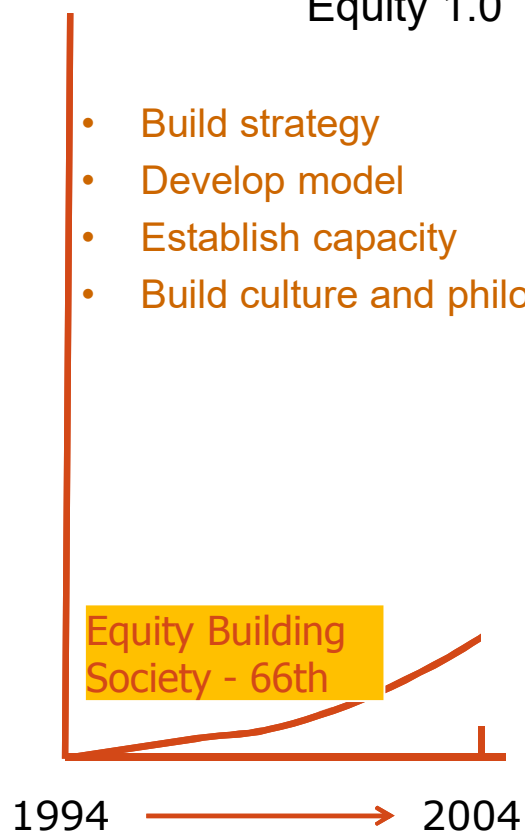 Equity 1.0
• Build strategy
• Develop model
• Establish capacity
• Build culture and
Equity Building
Society - 66th
1994 2004